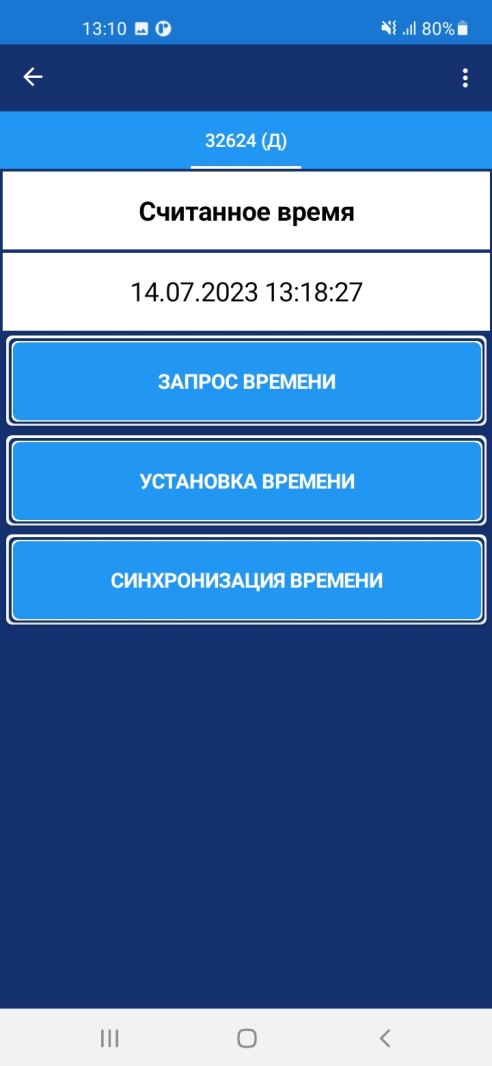 13:10 80%
32624 (Д)
Считанное время
14.07.2023 13:18:27
ЗАПРОС ВРЕМЕНИ
УСТАНОВКА ВРЕМЕНИ
СИНХРОНИЗАЦИЯ ВРЕМЕНИ